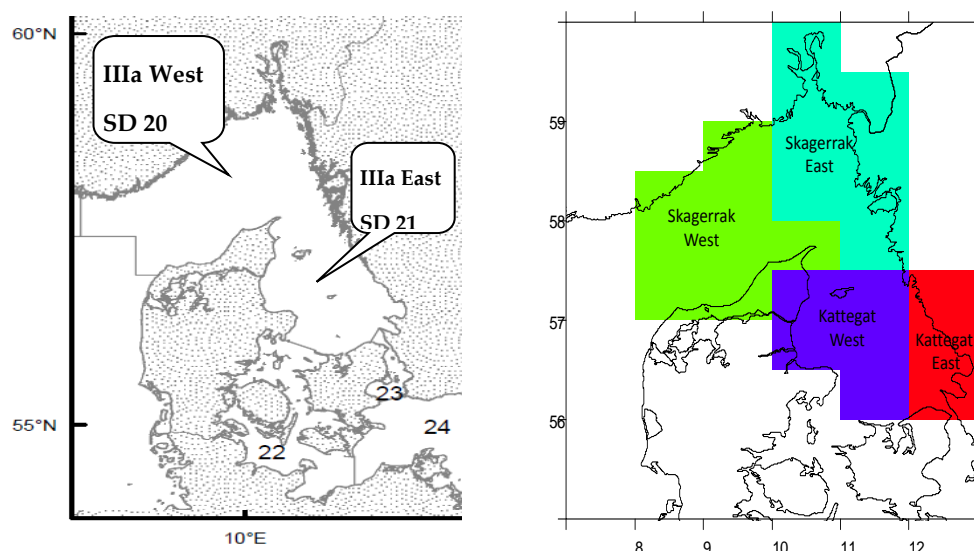 60°N
IIIa West
SD 20
IIIa East
SD 21
23
55°N
24
22
10°E
59
Skagerrak
East
Skagerrak
West
58
57
Kattegat
West
Kattegat
East
56
8
9
10
11
12